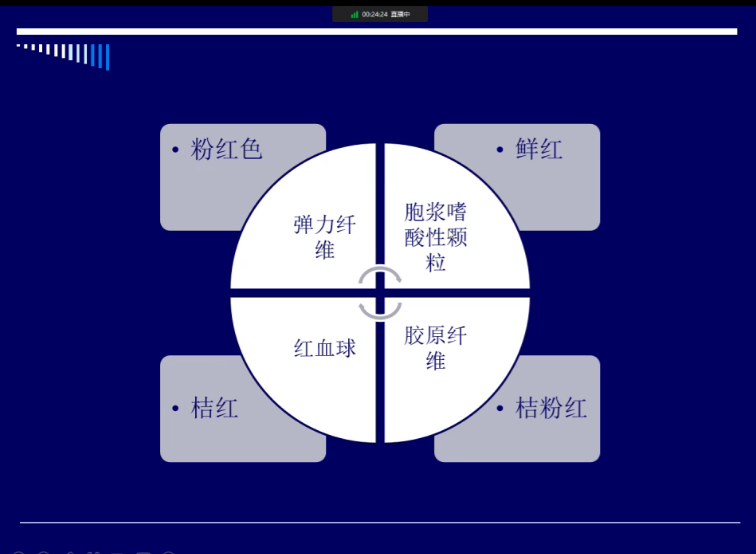 00:24:24 直播中
• 粉红色
• 鲜红
弹力纤
维
胞浆嗜
酸性颗
粒
红血球
胶原纤
维
• 桔红
• 桔粉红